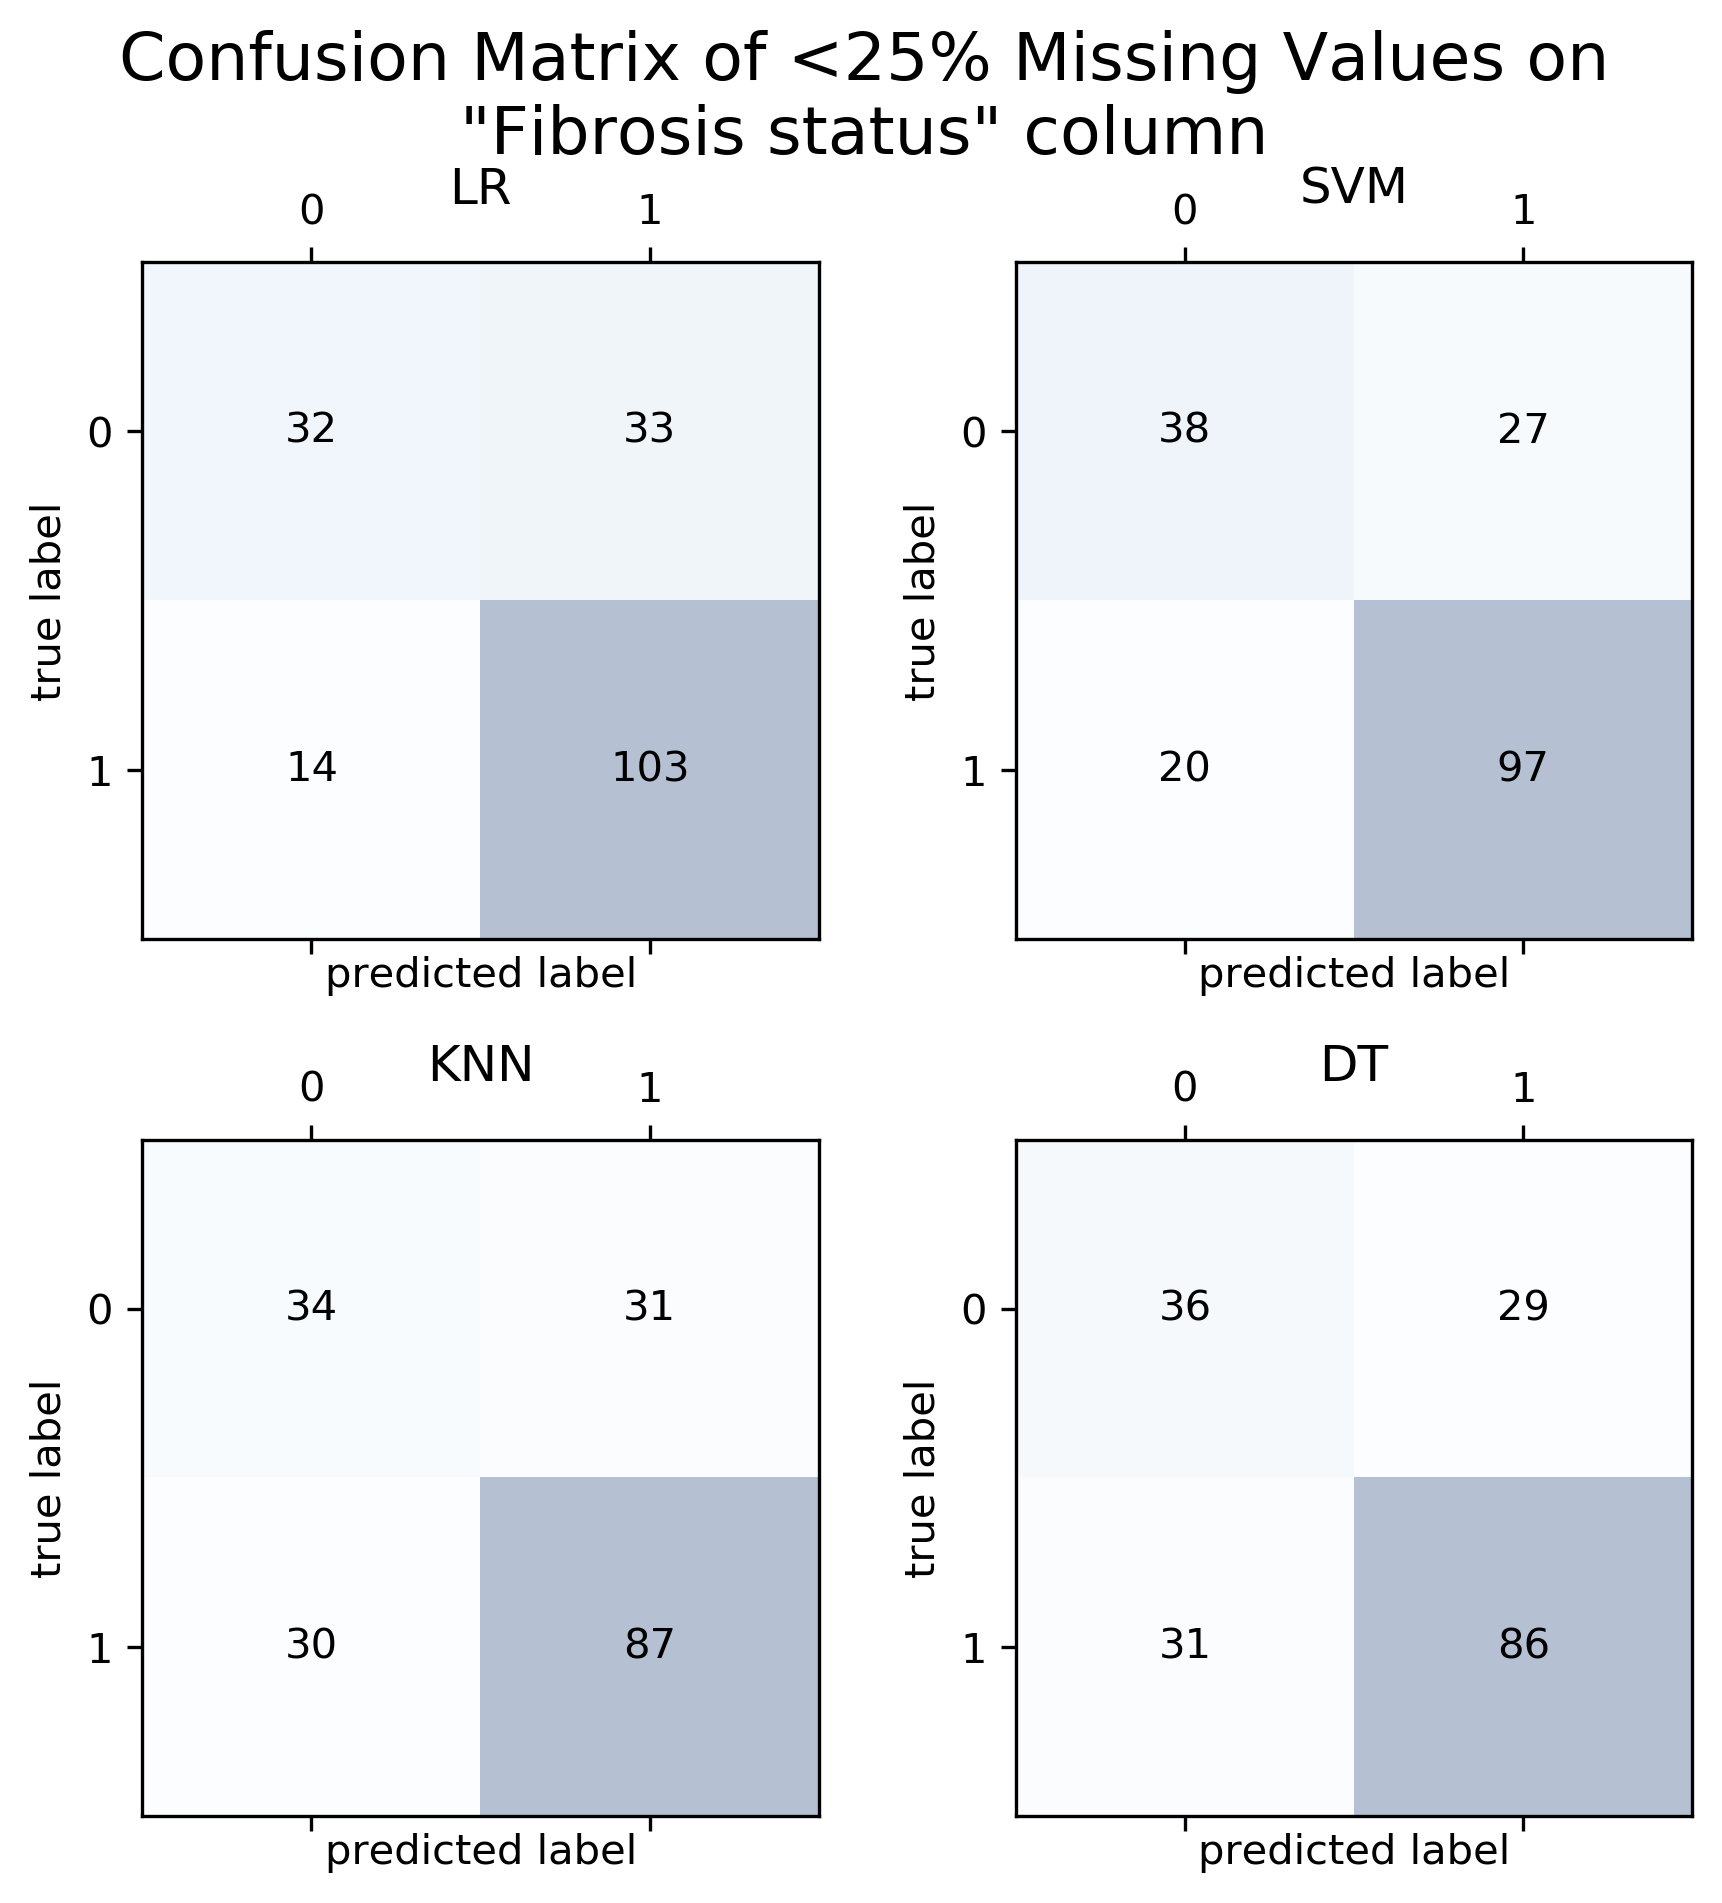 Confusion Matrix of <25% Missing Values on
"Fibrosis status" column
LR
0 1
0 32 33
1 14 103
true label
predicted label
SVM
0 1
0 38 27
1 20 97
true label
predicted label
KNN
0 1
0 34 31
1 30 87
true label
predicted label
DT
0 1
0 36 29
1 31 86
true label
predicted label